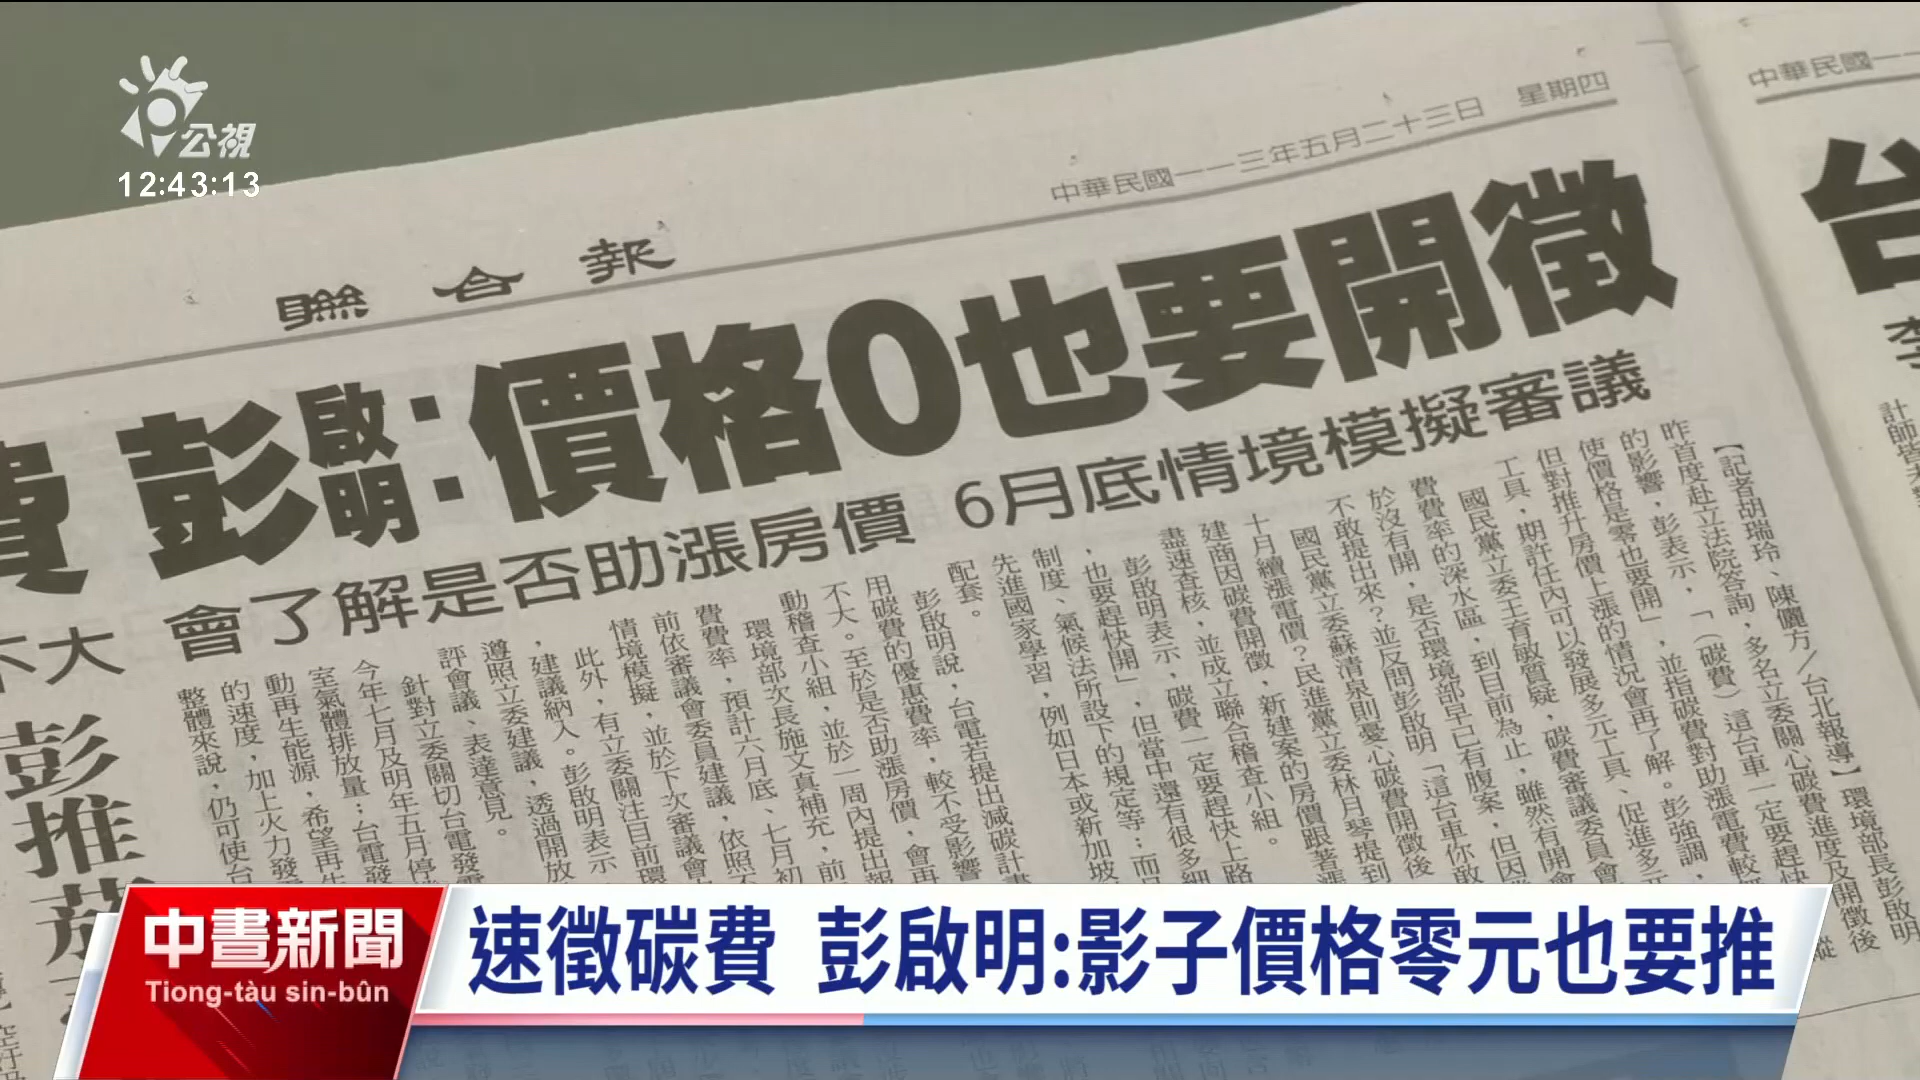 公視
12:43:13
中華民國一一三年五月二十三日 星期四
中華民國一一
聯合報
費 彭啟明：價格0也要開徵
會了解是否助漲房價 6月底情境模擬審議
不大
彭推
台
李
計師皆夫
【記者胡瑞玲、陳儷方／台北報導】環境部長彭啟明
昨首度赴立法院答詢，多名立委關心碳費進度及開徵後
的影響，彭表示，「（碳費）這台車一定要趕快
使價格是零也要開」，並指碳費對助漲電費較
但對推升房價上漲的情況會再了解。彭強調，
工具，期許任內可以發展多元工具、促進多元
國民黨立委王育敏質疑，碳費審議委員會
費費率的深水區，到目前為止，雖然有開會
於沒有開，是否環境部早已有腹案，但因
不敢提出來？並反問彭啟明「這台車你敢
國民黨立委蘇清泉則憂心碳費開徵後
十月續漲電價？民進黨立委林月琴提到
建商因碳費開徵，新建案的房價跟著漲
盡速查核，並成立聯合稽查小組。
彭啟明表示，碳費一定要趕快上路
，也要趕快開」，但當中還有很多細
制度、氣候法所設下的規定等；而
先進國家學習，例如日本或新加坡
配套。
彭啟明說，台電若提出減碳計畫
用碳費的優惠費率，較不受影響
不大。至於是否助漲房價，會再
動稽查小組，並於一周內提出報
環境部次長施文真補充，前
費費率，預計六月底、七月初
前依審議會委員建議，依照不
情境模擬，並於下次審議會
此外，有立委關注目前環
，建議納入。彭啟明表示
遵照立委建議，透過開放
評會議、表達意見。
針對立委關切台電發電
今年七月及明年五月停
室氣體排放量；台電發
動再生能源，希望再生
的速度，加上火力發
整體來說，仍可使台
中晝新聞
Tiong-tàu sin-bûn
速徵碳費 彭啟明:影子價格零元也要推